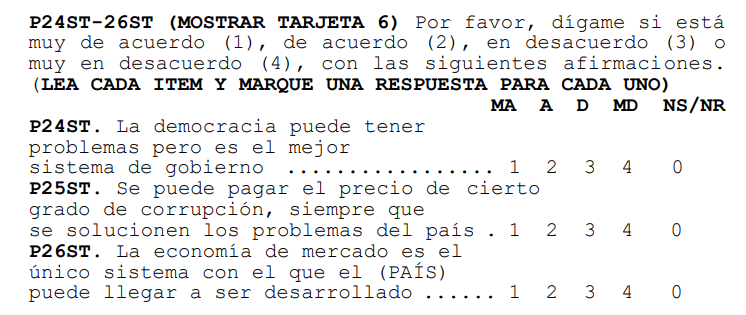 P24ST-26ST (MOSTRAR TARJETA 6) Por favor, dígame si está
muy de acuerdo (1), de acuerdo (2), en desacuerdo (3) o
muy en desacuerdo (4), con las siguientes afirmaciones.
(LEA CADA ITEM Y MARQUE UNA RESPUESTA PARA CADA UNO)
MA A D MD NS/NR
P24ST. La democracia puede tener
problemas pero es el mejor
sistema de gobierno ................. 1 2 3 4 0
P25ST. Se puede pagar el precio de cierto
grado de corrupción, siempre que
se solucionen los problemas del país . 1 2 3 4 0
P26ST. La economía de mercado es el
único sistema con el que el (PAÍS)
puede llegar a ser desarrollado ...... 1 2 3 4 0